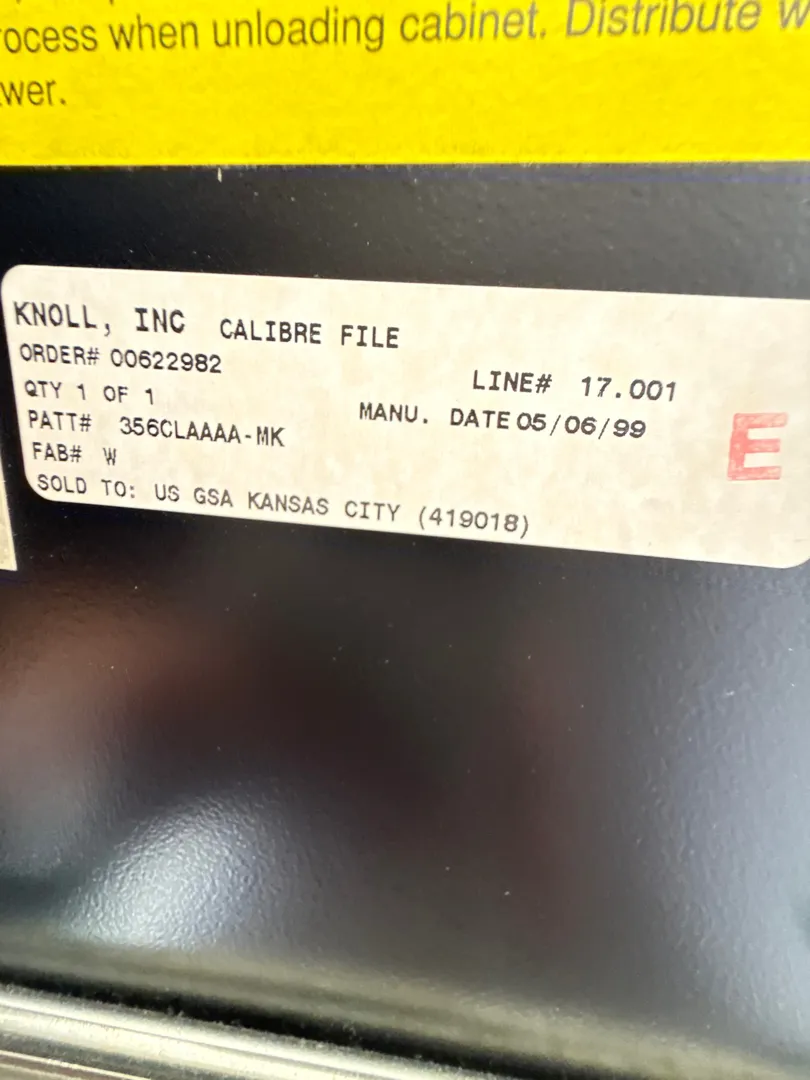 ocess when unloading cabinet. Distribute w
wer.
KNOLL, INC CALIBRE FILE
ORDER# 00622982
LINE# 17.001
QTY 1 OF 1
MANU. DATE 05/06/99
PATT# 356CLAAAA-MK
E
FAB# W
SOLD TO: US GSA KANSAS CITY (419018)